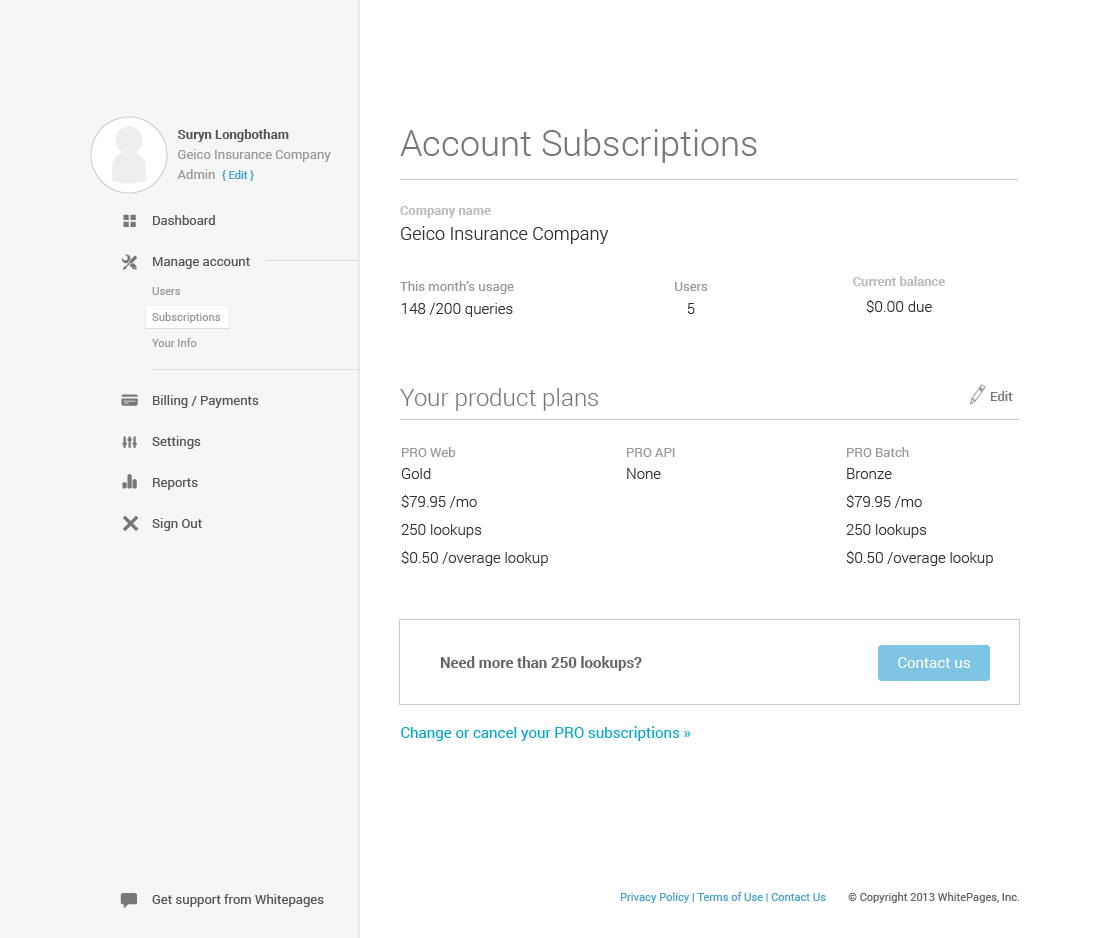 Suryn Longbotham
Geico Insurance Company
Admin { Edit }
Dashboard
Manage account
Users
Subscriptions
Your Info
Billing / Payments
Settings
Reports
Sign Out
Get support from Whitepages
Account Subscriptions
Company name
Geico Insurance Company
This month's usage
148 /200 queries
Users
5
Current balance
$0.00 due
Your product plans
Edit
PRO Web
Gold
$79.95 /mo
250 lookups
$0.50 /overage lookup
PRO API
None
PRO Batch
Bronze
$79.95 /mo
250 lookups
$0.50 /overage lookup
Need more than 250 lookups?
Contact us
Change or cancel your PRO subscriptions »
Privacy Policy | Terms of Use | Contact Us © Copyright 2013 WhitePages, Inc.